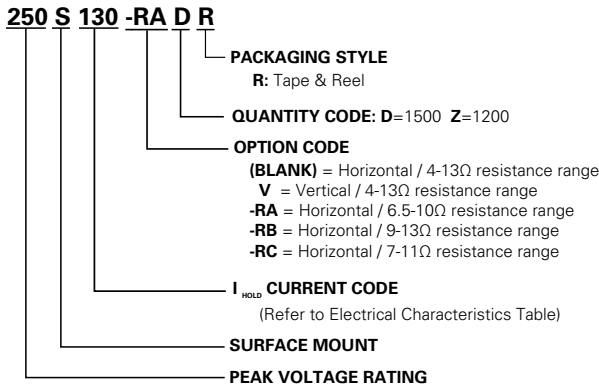 250 S 130 -RA D R
PACKAGING STYLE
R: Tape & Reel
QUANTITY CODE: D=1500 Z=1200
OPTION CODE
(BLANK) = Horizontal / 4-13Ω resistance range
V = Vertical / 4-13Ω resistance range
-RA = Horizontal / 6.5-10Ω resistance range
-RB = Horizontal / 9-13Ω resistance range
-RC = Horizontal / 7-11Ω resistance range
I HOLD CURRENT CODE
(Refer to Electrical Characteristics Table)
SURFACE MOUNT
PEAK VOLTAGE RATING